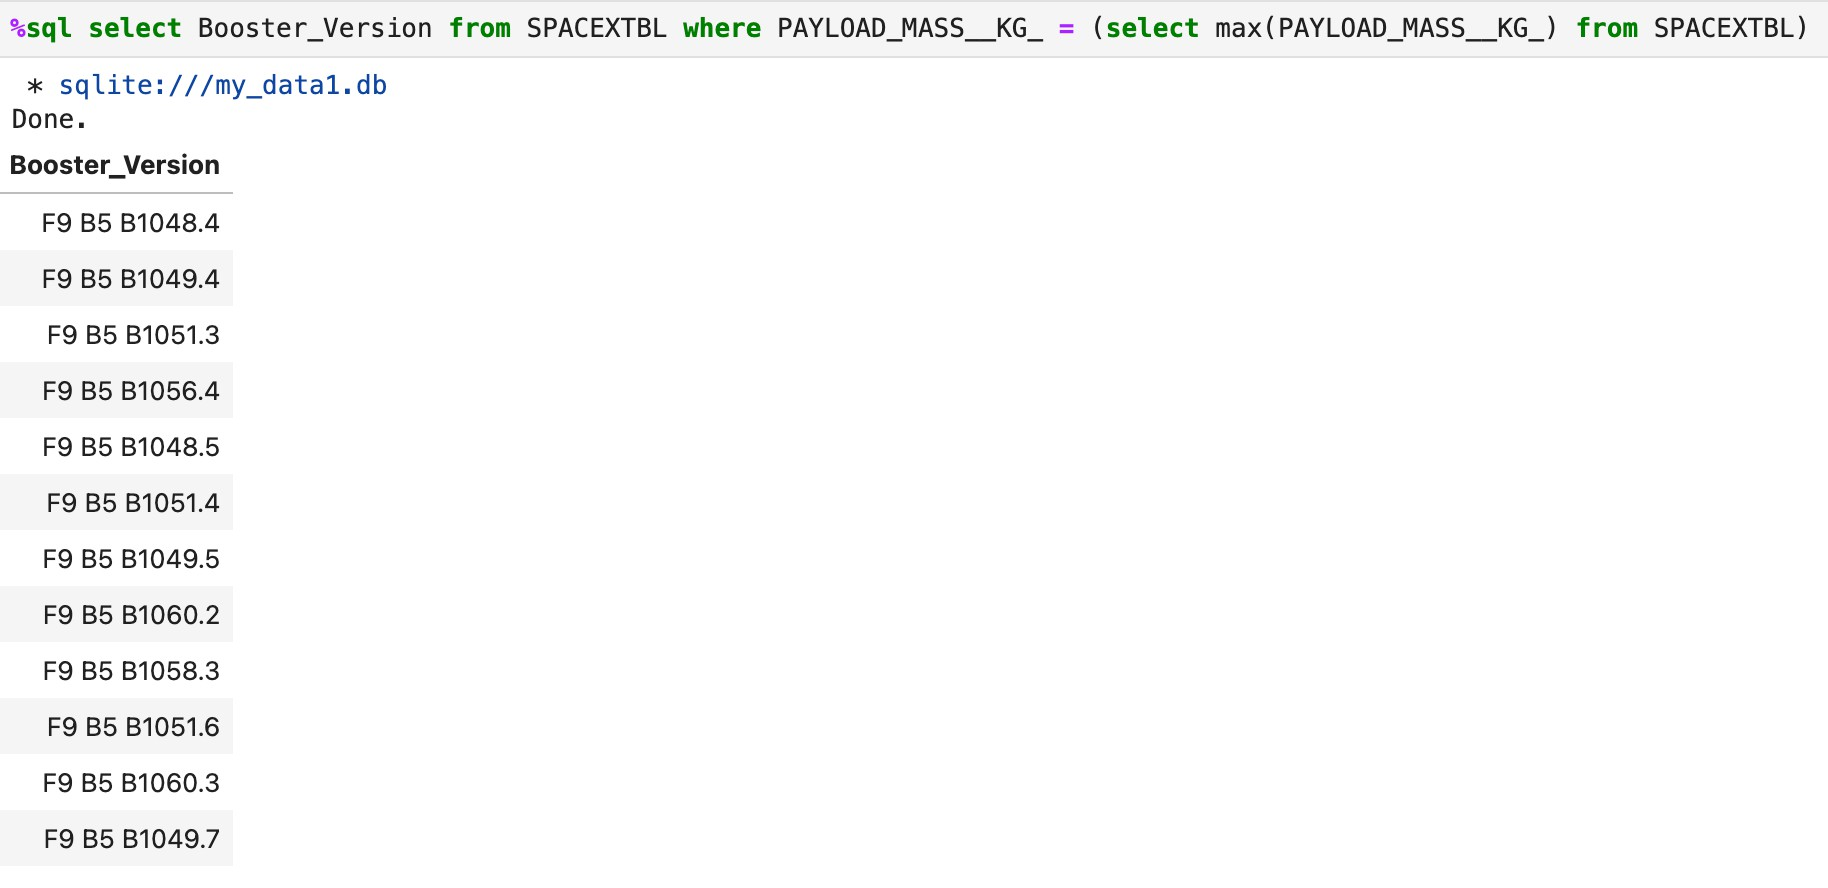 %sql select Booster_Version from SPACEXTBL where PAYLOAD_MASS__KG_ = (select max(PAYLOAD_MASS__KG_) from SPACEXTBL)
* sqlite:///my_data1.db
Done.
Booster_Version
F9 B5 B1048.4
F9 B5 B1049.4
F9 B5 B1051.3
F9 B5 B1056.4
F9 B5 B1048.5
F9 B5 B1051.4
F9 B5 B1049.5
F9 B5 B1060.2
F9 B5 B1058.3
F9 B5 B1051.6
F9 B5 B1060.3
F9 B5 B1049.7